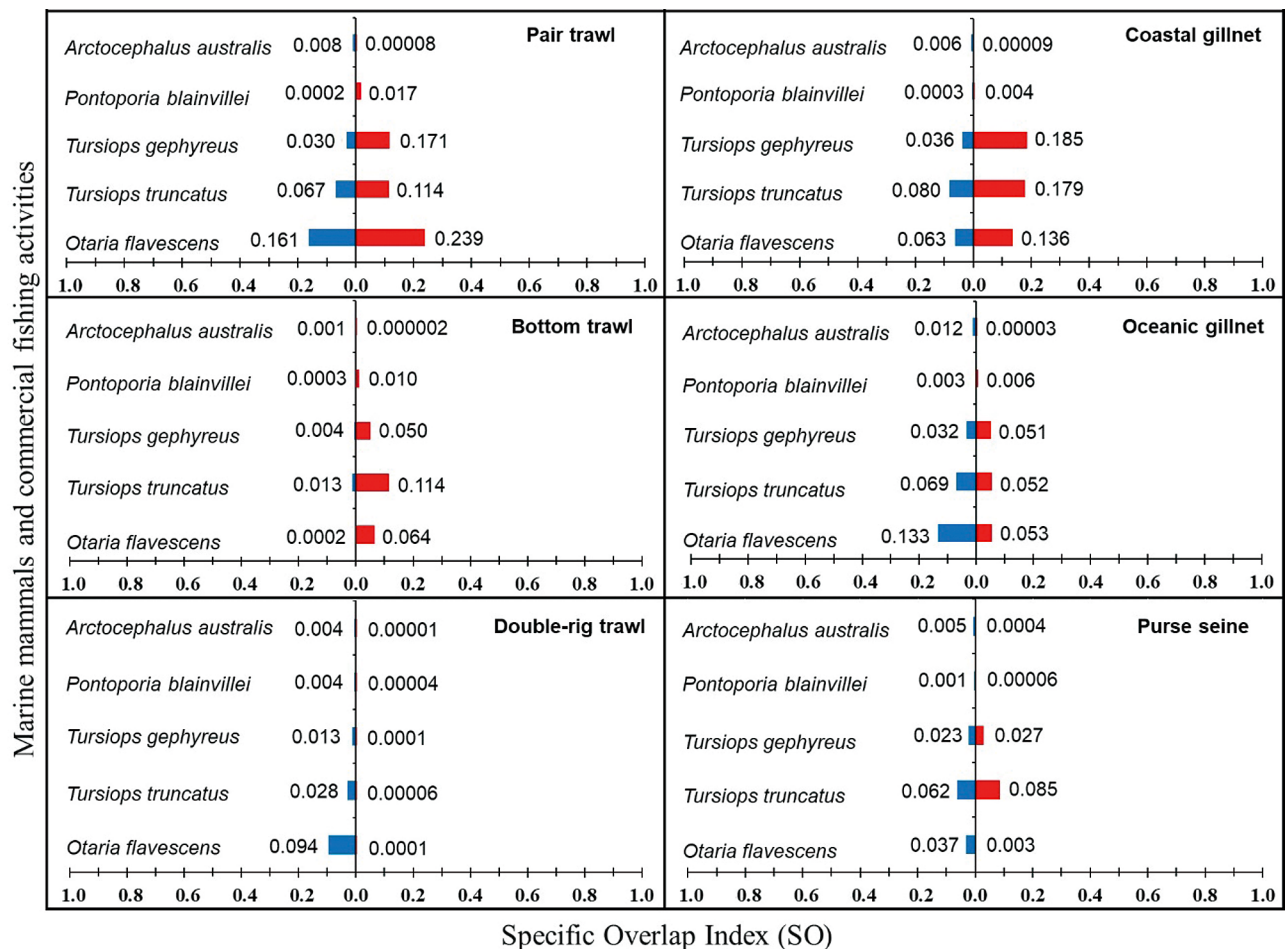 Marine mammals and commercial fishing activities
Pair trawl
Arctocephalus australis 0.008 0.00008
Pontoporia blainvillei 0.0002 0.017
Tursiops gephyreus 0.030 0.171
Tursiops truncatus 0.067 0.114
Otaria flavescens 0.161 0.239
1.0 0.8 0.6 0.4 0.2 0.0 0.2 0.4 0.6 0.8 1.0
Coastal gillnet
Arctocephalus australis 0.006 0.00009
Pontoporia blainvillei 0.0003 0.004
Tursiops gephyreus 0.036 0.185
Tursiops truncatus 0.080 0.179
Otaria flavescens 0.063 0.136
1.0 0.8 0.6 0.4 0.2 0.0 0.2 0.4 0.6 0.8 1.0
Bottom trawl
Arctocephalus australis 0.001 0.000002
Pontoporia blainvillei 0.0003 0.010
Tursiops gephyreus 0.004 0.050
Tursiops truncatus 0.013 0.114
Otaria flavescens 0.0002 0.064
1.0 0.8 0.6 0.4 0.2 0.0 0.2 0.4 0.6 0.8 1.0
Oceanic gillnet
Arctocephalus australis 0.012 0.00003
Pontoporia blainvillei 0.003 0.006
Tursiops gephyreus 0.032 0.051
Tursiops truncatus 0.069 0.052
Otaria flavescens 0.133 0.053
1.0 0.8 0.6 0.4 0.2 0.0 0.2 0.4 0.6 0.8 1.0
Double-rig trawl
Arctocephalus australis 0.004 0.00001
Pontoporia blainvillei 0.004 0.00004
Tursiops gephyreus 0.013 0.0001
Tursiops truncatus 0.028 0.00006
Otaria flavescens 0.094 0.0001
1.0 0.8 0.6 0.4 0.2 0.0 0.2 0.4 0.6 0.8 1.0
Purse seine
Arctocephalus australis 0.005 0.0004
Pontoporia blainvillei 0.001 0.00006
Tursiops gephyreus 0.023 0.027
Tursiops truncatus 0.062 0.085
Otaria flavescens 0.037 0.003
1.0 0.8 0.6 0.4 0.2 0.0 0.2 0.4 0.6 0.8 1.0
Specific Overlap Index (SO)